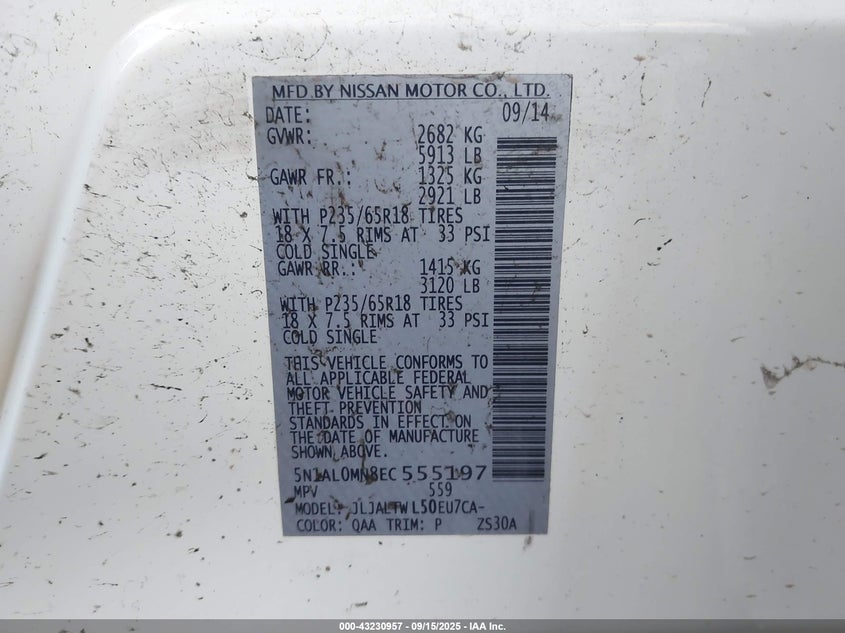 MFD BY NISSAN MOTOR CO., LTD.
DATE: 09/14
GVWR: 2682 KG
5913 LB
GAWR FR.: 1325 KG
2921 LB
WITH P235/65R18 TIRES
18 X 7.5 RIMS AT 33 PSI
COLD SINGLE
GAWR RR.: 1415 KG
3120 LB
WITH P235/65R18 TIRES
18 X 7.5 RIMS AT 33 PSI
COLD SINGLE
THIS VEHICLE CONFORMS TO
ALL APPLICABLE FEDERAL
MOTOR VEHICLE SAFETY AND
THEFT PREVENTION
STANDARDS IN EFFECT ON
THE DATE OF MANUFACTURE
SHOWN ABOVE.
5N1AL0MN8EC555197
MPV 559
MODEL: JLJALTWL50EU7CA-
COLOR: QAA TRIM: P ZS30A
000-43230957 - 09/15/2025 - IAA Inc.